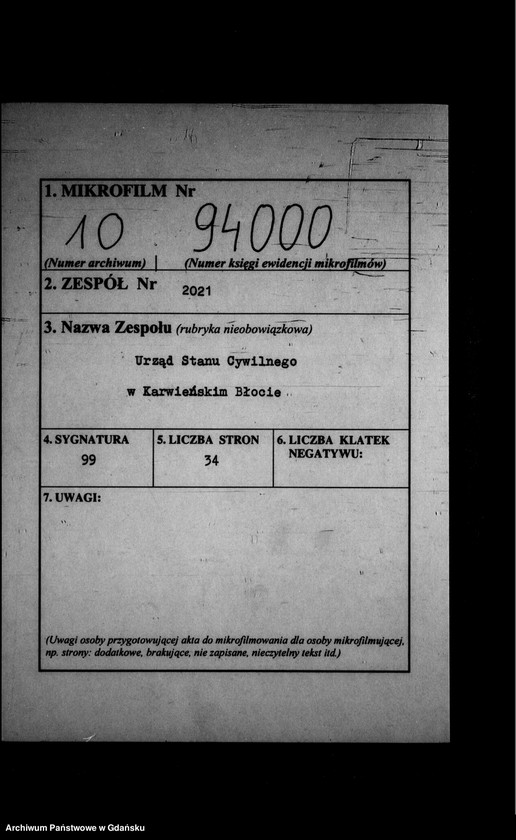 1. MIKROFILM Nr
10 94000
(Numer archiwum) (Numer księgi ewidencji mikrofilmów)
2. ZESPÓŁ Nr 2021
3. Nazwa Zespołu (rubryka nieobowiązkowa)
Urząd Stanu Cywilnego
w Karwieńskim Błocie
4. SYGNATURA 5. LICZBA STRON 6. LICZBA KLATEK
NEGATYWU:
99 34
7. UWAGI:
(Uwagi osoby przygotowującej akta do mikrofilmowania dla osoby mikrofilmującej,
np. strony: dodatkowe, brakujące, nie zapisane, nieczytelny tekst itd.)
Archiwum Państwowe w Gdańsku